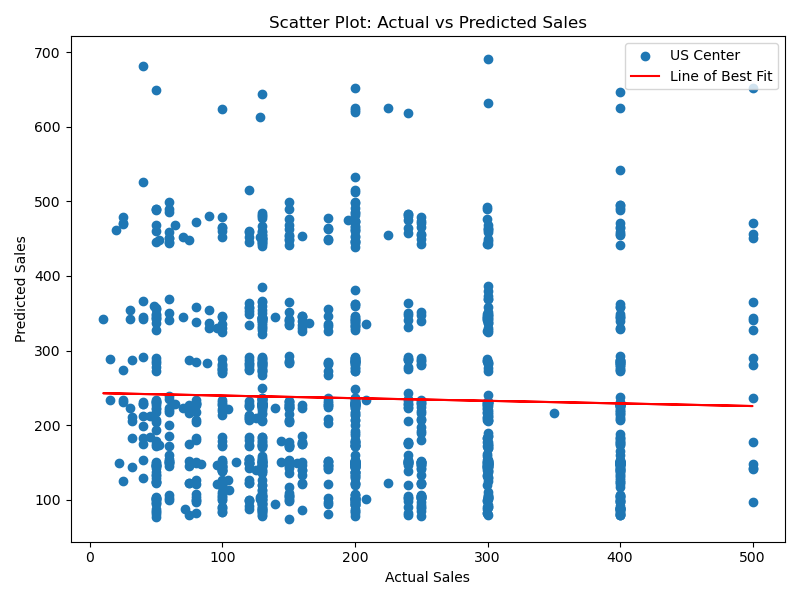 Scatter Plot: Actual vs Predicted Sales
US Center
Line of Best Fit
Predicted Sales
700
600
500
400
300
200
100
0
100
200
300
400
500
Actual Sales